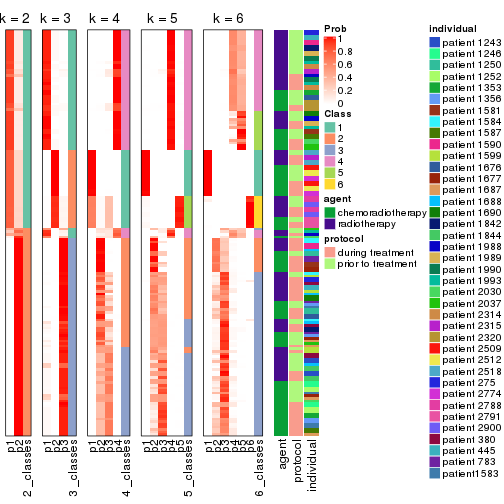 k = 2 k = 3 k = 4 k = 5 k = 6
Prob
1
0.8
0.6
0.4
0.2
0
Class
1
2
3
4
5
6
agent
chemoradiotherapy
radiotherapy
protocol
during treatment
prior to treatment
individual
patient 1243
patient 1246
patient 1250
patient 1252
patient 1353
patient 1356
patient 1581
patient 1584
patient 1587
patient 1590
patient 1599
patient 1676
patient 1677
patient 1687
patient 1688
patient 1690
patient 1842
patient 1844
patient 1988
patient 1989
patient 1990
patient 1993
patient 2030
patient 2037
patient 2314
patient 2315
patient 2320
patient 2509
patient 2512
patient 2518
patient 275
patient 2774
patient 2788
patient 2791
patient 2900
patient 380
patient 445
patient 783
patient1583
p1 p2 2_classes
p1 p2 p3 3_classes
p1 p2 p3 p4 4_classes
p1 p2 p3 p4 p5 5_classes
p1 p2 p3 p4 p5 p6 6_classes
agent protocol individual